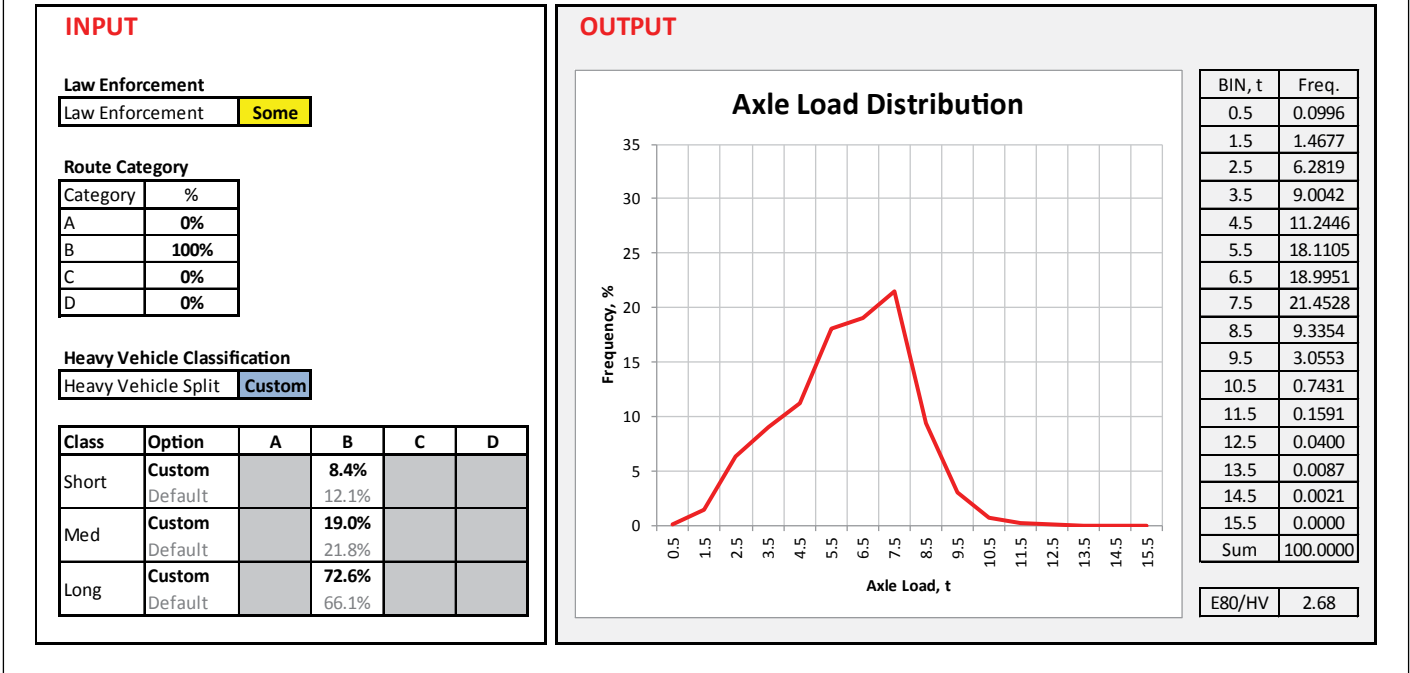 INPUT
Law Enforcement
Law Enforcement Some
Route Category
Category %
A 0%
B 100%
C 0%
D 0%
Heavy Vehicle Classification
Heavy Vehicle Split Custom
Class Option A B C D
Short Custom 8.4%
Default 12.1%
Med Custom 19.0%
Default 21.8%
Long Custom 72.6%
Default 66.1%
OUTPUT
Axle Load Distribution
Frequency, %
35
30
25
20
15
10
5
0
0.5 1.5 2.5 3.5 4.5 5.5 6.5 7.5 8.5 9.5 10.5 11.5 12.5 13.5 14.5 15.5
Axle Load, t
BIN, t Freq.
0.5 0.0996
1.5 1.4677
2.5 6.2819
3.5 9.0042
4.5 11.2446
5.5 18.1105
6.5 18.9951
7.5 21.4528
8.5 9.3354
9.5 3.0553
10.5 0.7431
11.5 0.1591
12.5 0.0400
13.5 0.0087
14.5 0.0021
15.5 0.0000
Sum 100.0000
E80/HV 2.68